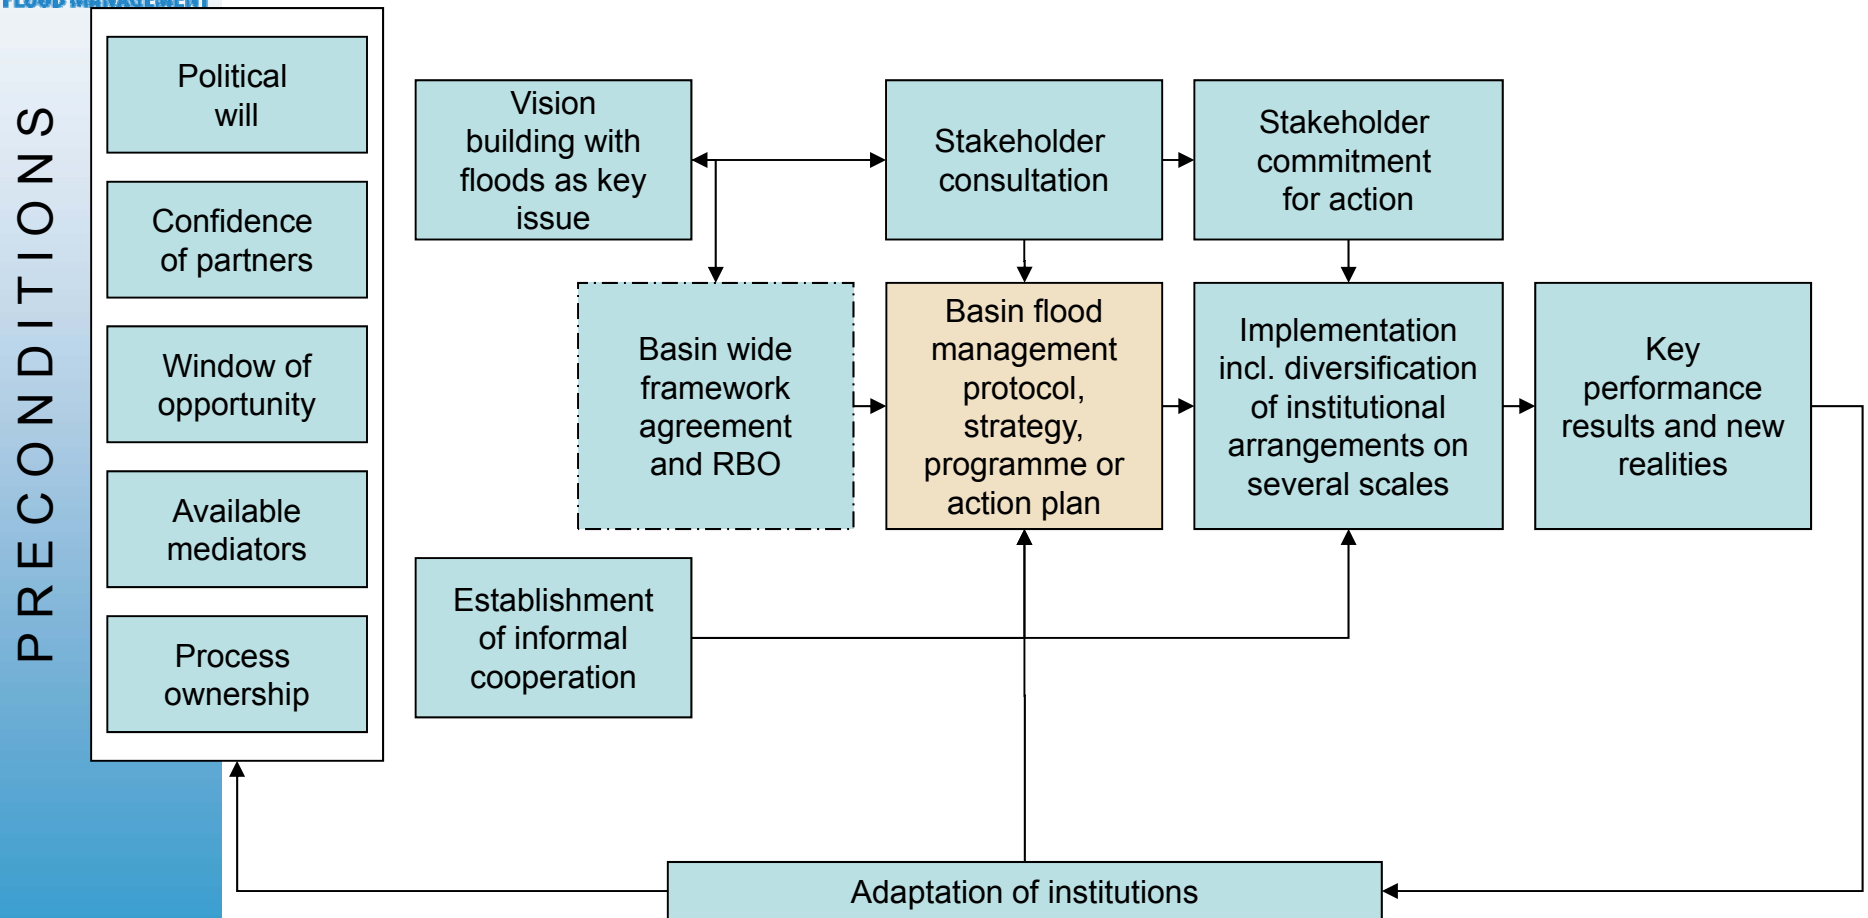 FLOOD MANAGEMENT
PRECONDITIONS
Political
will
Confidence
of partners
Window of
opportunity
Available
mediators
Process
ownership
Vision
building with
floods as key
issue
Stakeholder
consultation
Stakeholder
commitment
for action
Basin wide
framework
agreement
and RBO
Basin flood
management
protocol,
strategy,
programme or
action plan
Implementation
incl. diversification
of institutional
arrangements on
several scales
Key
performance
results and new
realities
Establishment
of informal
cooperation
Adaptation of institutions